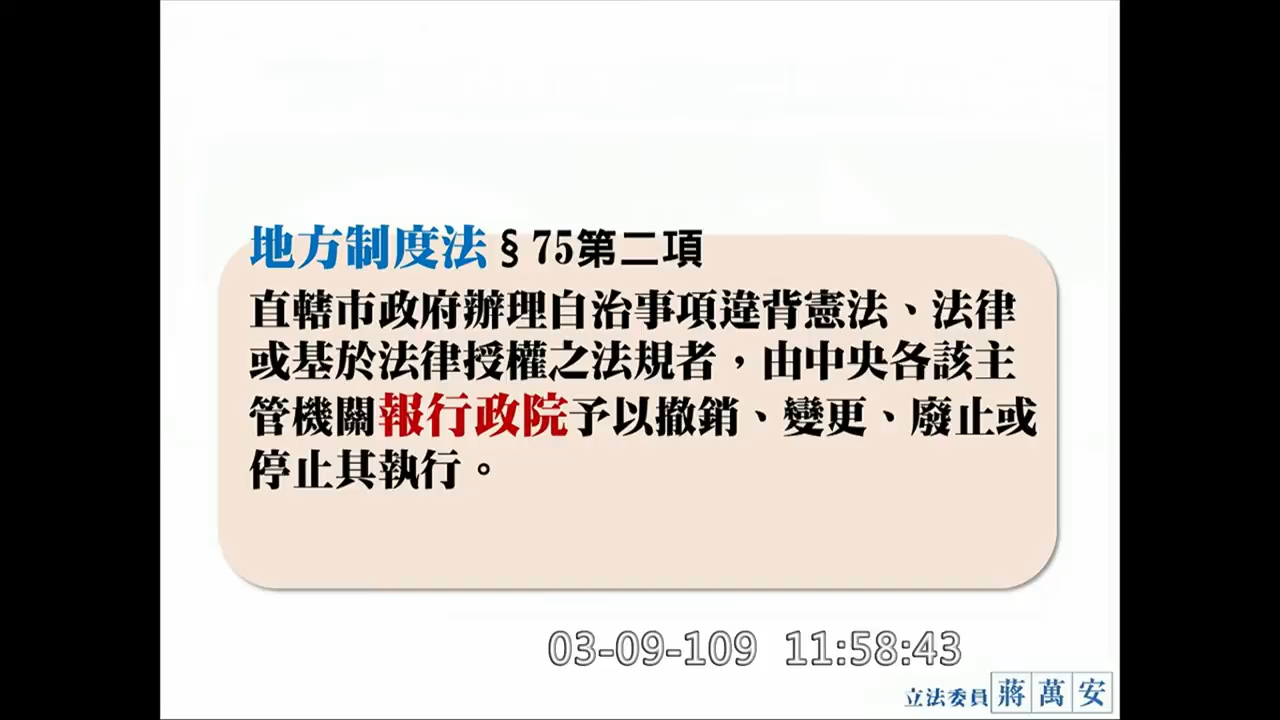 地方制度法§75第二項
直轄市政府辦理自治事項違背憲法、法律
或基於法律授權之法規者，由中央各該主
管機關報行政院予以撤銷、變更、廢止或
停止其執行。
03-09-109 11:58:43
立法委員 蔣萬安